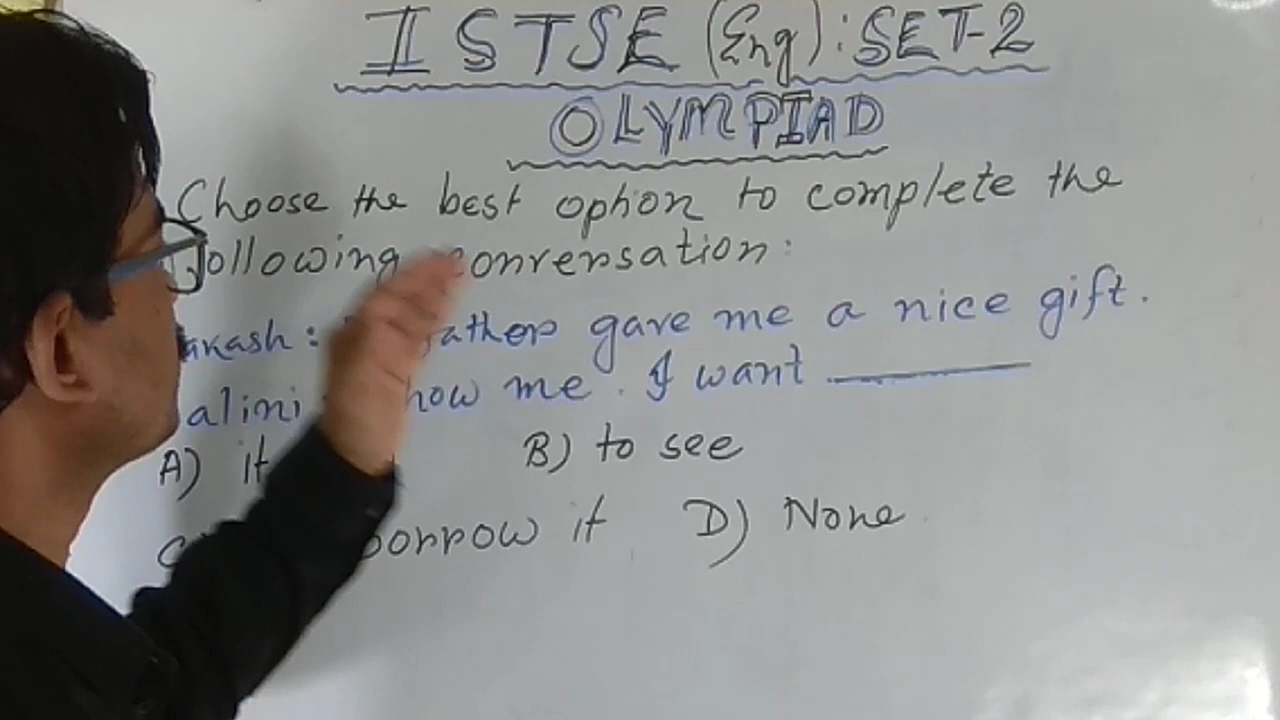 ISTSE (Eng): SET-2
OLYMPIAD
Choose the best option to complete the
following conversation:
gave me a nice gift.
me. I want ________
A) it B) to see
borrow it D) None